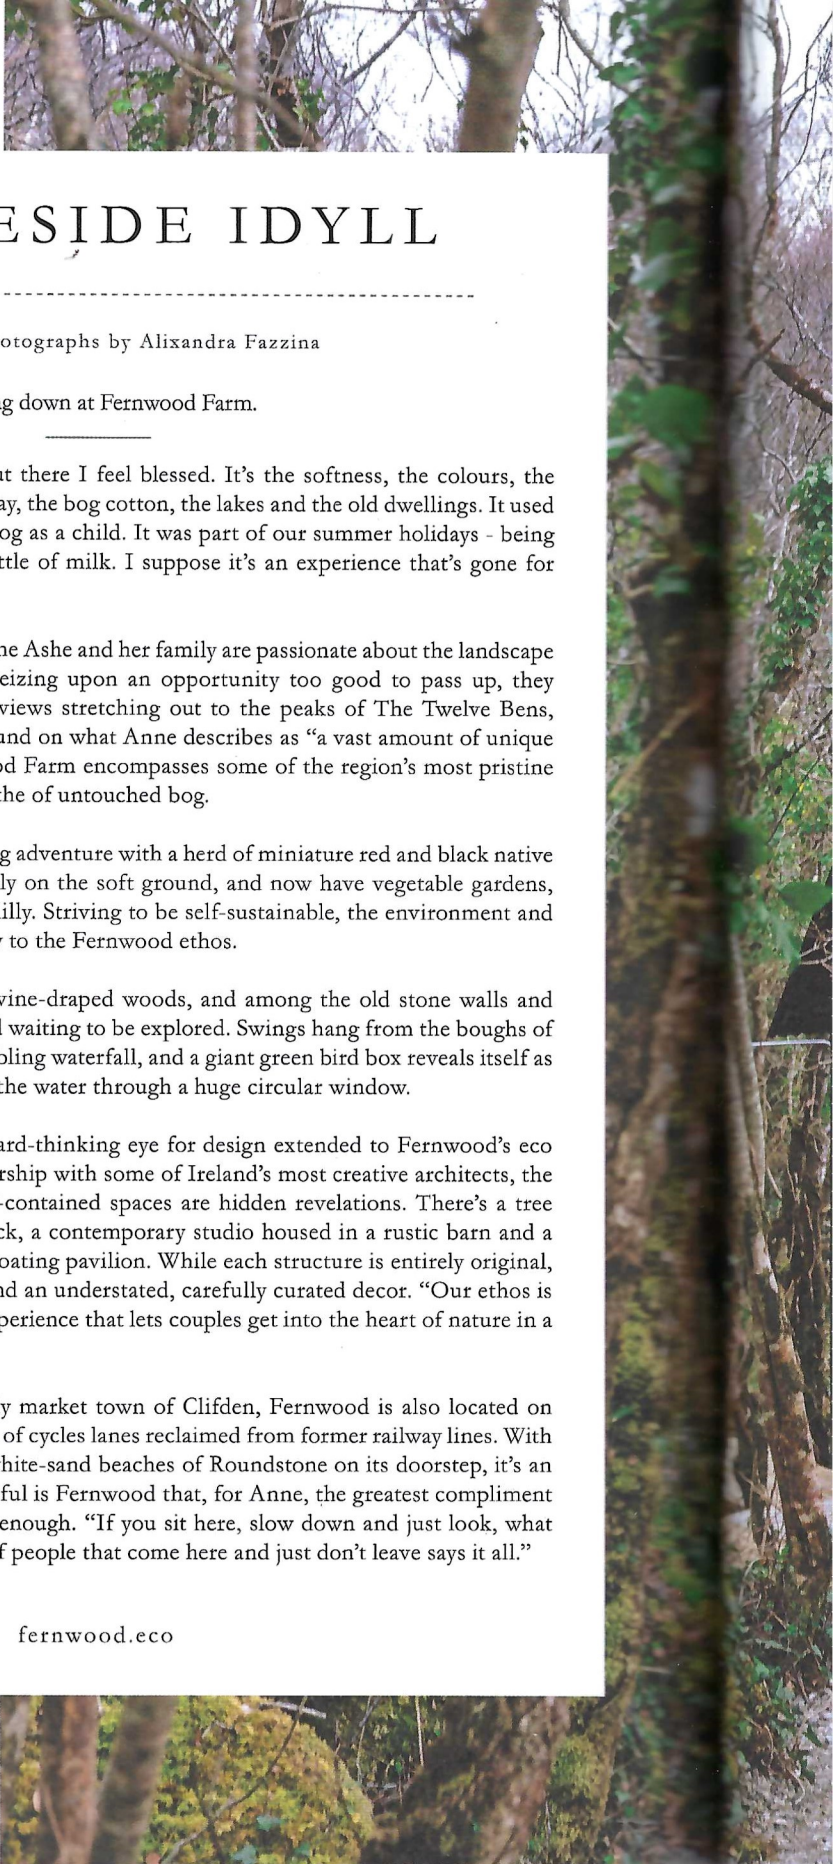 ESIDE IDYLL
otographs by Alixandra Fazzina
g down at Fernwood Farm.
t there I feel blessed. It’s the softness, the colours, the
ay, the bog cotton, the lakes and the old dwellings. It used
og as a child. It was part of our summer holidays - being
ttle of milk. I suppose it’s an experience that’s gone for
ne Ashe and her family are passionate about the landscape
eizing upon an opportunity too good to pass up, they
views stretching out to the peaks of The Twelve Bens,
und on what Anne describes as “a vast amount of unique
od Farm encompasses some of the region’s most pristine
he of untouched bog.
g adventure with a herd of miniature red and black native
ly on the soft ground, and now have vegetable gardens,
illy. Striving to be self-sustainable, the environment and
to the Fernwood ethos.
vine-draped woods, and among the old stone walls and
waiting to be explored. Swings hang from the boughs of
bling waterfall, and a giant green bird box reveals itself as
the water through a huge circular window.
ard-thinking eye for design extended to Fernwood’s eco
rship with some of Ireland’s most creative architects, the
-contained spaces are hidden revelations. There’s a tree
ck, a contemporary studio housed in a rustic barn and a
oating pavilion. While each structure is entirely original,
nd an understated, carefully curated decor. “Our ethos is
perience that lets couples get into the heart of nature in a
y market town of Clifden, Fernwood is also located on
of cycles lanes reclaimed from former railway lines. With
hite-sand beaches of Roundstone on its doorstep, it’s an
ful is Fernwood that, for Anne, the greatest compliment
enough. “If you sit here, slow down and just look, what
f people that come here and just don’t leave says it all.”
fernwood.eco